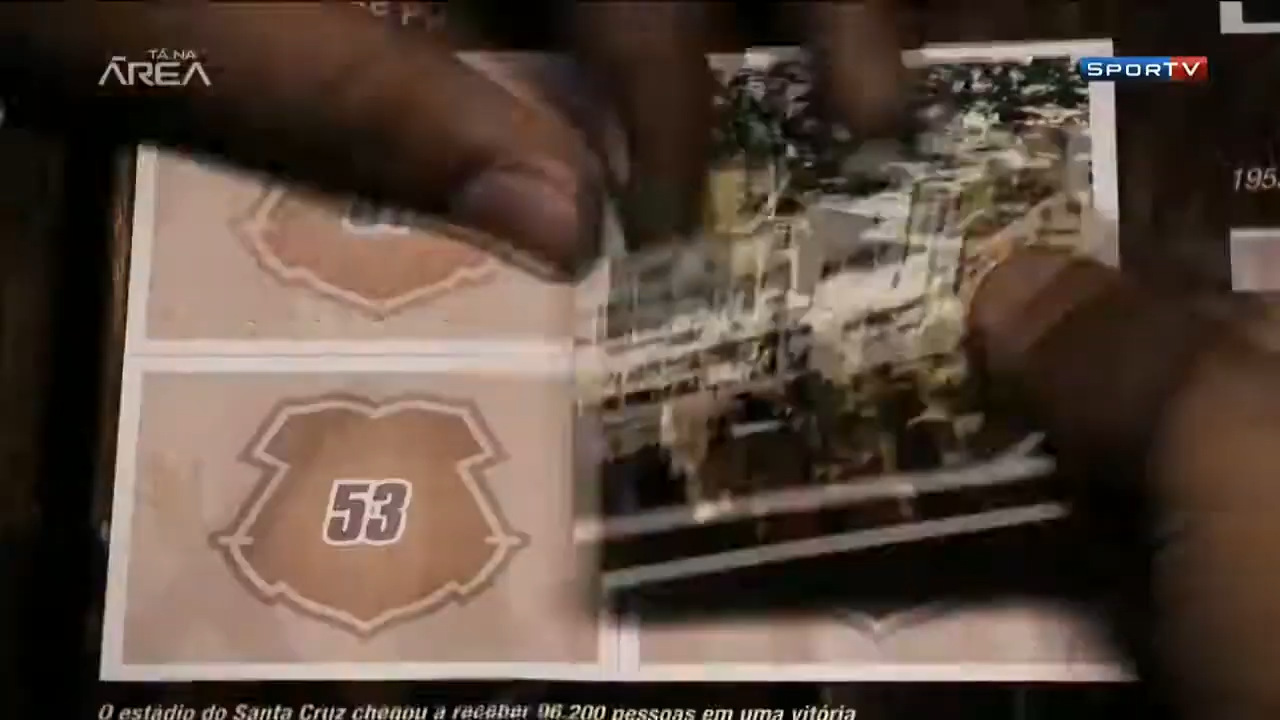 TÁ NA
ÁREA
SPORTV
195
53
O estádio do Santa Cruz chegou a receber 96.200 pessoas em uma vitória